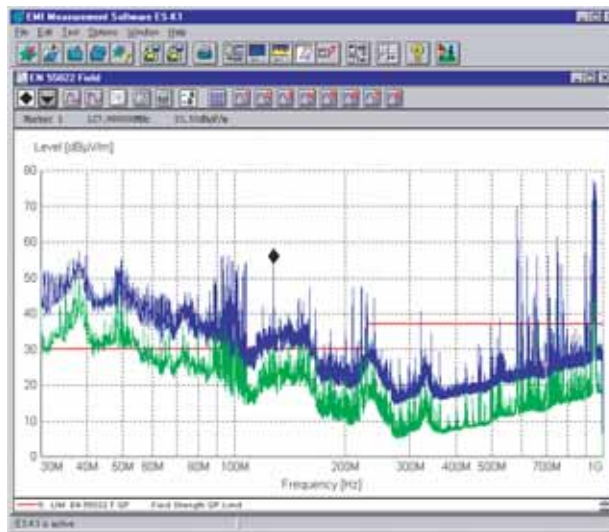 EMI Measurement Software ES-K1
File Edit Test Options Window Help
EN 55022 Field
Marker 1
Level [dBµV/m]
80
70
60
50
40
30
20
10
0
30M 40M 50M 60M 100M 200M 300M 400M 500M 700M 1G
Frequency [Hz]
Field Strength QP Limit
ES-K1 is active